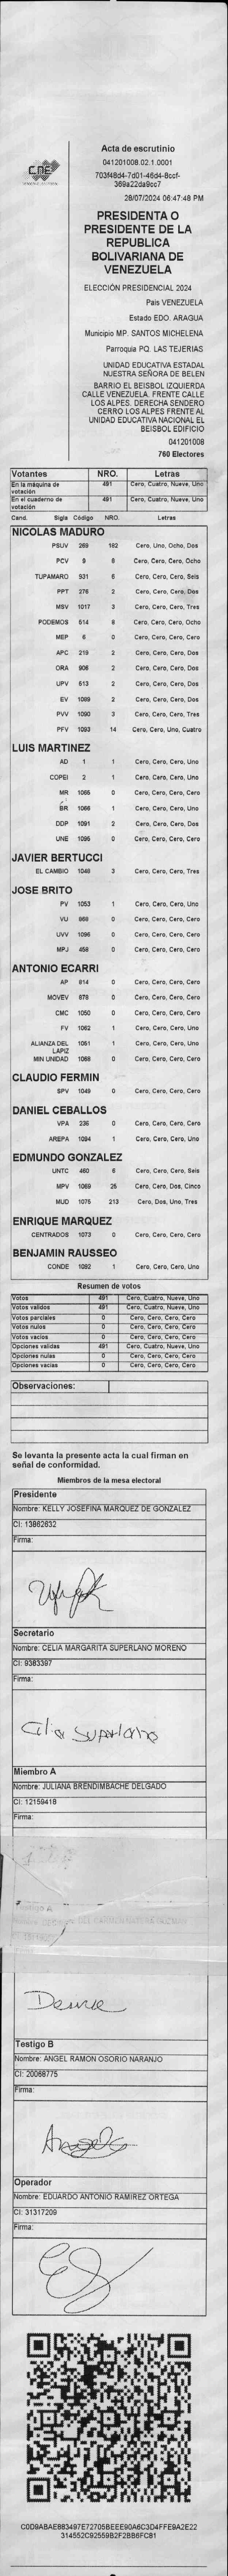 Acta de escrutinio
041201008.02.1.0001
703f48d4-7d01-46d4-8ccf-
369a22da9cc7
28/07/2024 06:47:48 PM
PRESIDENTA O
PRESIDENTE DE LA
REPUBLICA
BOLIVARIANA DE
VENEZUELA
ELECCIÓN PRESIDENCIAL 2024
Pais VENEZUELA
Estado EDO. ARAGUA
Municipio MP. SANTOS MICHELENA
Parroquia PQ. LAS TEJERIAS
UNIDAD EDUCATIVA ESTADAL
NUESTRA SEÑORA DE BELEN
BARRIO EL BEISBOL IZQUIERDA
CALLE VENEZUELA. FRENTE CALLE
LOS ALPES. DERECHA SENDERO
CERRO LOS ALPES FRENTE AL
UNIDAD EDUCATIVA NACIONAL EL
BEISBOL EDIFICIO
041201008
760 Electores
CNE
Votantes NRO. Letras
En la máquina de votación 491 Cero, Cuatro, Nueve, Uno
En el cuaderno de votación 491 Cero, Cuatro, Nueve, Uno
Cand. Sigla Código NRO. Letras
NICOLAS MADURO
PSUV 269 182 Cero, Uno, Ocho, Dos
PCV 9 8 Cero, Cero, Cero, Ocho
TUPAMARO 931 6 Cero, Cero, Cero, Seis
PPT 276 2 Cero, Cero, Cero, Dos
MSV 1017 3 Cero, Cero, Cero, Tres
PODEMOS 514 8 Cero, Cero, Cero, Ocho
MEP 6 0 Cero, Cero, Cero, Cero
APC 219 2 Cero, Cero, Cero, Dos
ORA 906 2 Cero, Cero, Cero, Dos
UPV 513 2 Cero, Cero, Cero, Dos
EV 1089 2 Cero, Cero, Cero, Dos
PVV 1090 3 Cero, Cero, Cero, Tres
PFV 1093 14 Cero, Cero, Uno, Cuatro
LUIS MARTINEZ
AD 1 1 Cero, Cero, Cero, Uno
COPEI 2 1 Cero, Cero, Cero, Uno
MR 1065 0 Cero, Cero, Cero, Cero
BR 1066 1 Cero, Cero, Cero, Uno
DDP 1091 2 Cero, Cero, Cero, Dos
UNE 1095 0 Cero, Cero, Cero, Cero
JAVIER BERTUCCI
EL CAMBIO 1048 3 Cero, Cero, Cero, Tres
JOSE BRITO
PV 1053 1 Cero, Cero, Cero, Uno
VU 868 0 Cero, Cero, Cero, Cero
UVV 1096 0 Cero, Cero, Cero, Cero
MPJ 458 0 Cero, Cero, Cero, Cero
ANTONIO ECARRI
AP 814 0 Cero, Cero, Cero, Cero
MOVEV 878 0 Cero, Cero, Cero, Cero
CMC 1050 0 Cero, Cero, Cero, Cero
FV 1062 1 Cero, Cero, Cero, Uno
ALIANZA DEL LAPIZ 1051 1 Cero, Cero, Cero, Uno
MIN UNIDAD 1068 0 Cero, Cero, Cero, Cero
CLAUDIO FERMIN
SPV 1049 0 Cero, Cero, Cero, Cero
DANIEL CEBALLOS
VPA 236 0 Cero, Cero, Cero, Cero
AREPA 1094 1 Cero, Cero, Cero, Uno
EDMUNDO GONZALEZ
UNTC 460 6 Cero, Cero, Cero, Seis
MPV 1069 25 Cero, Cero, Dos, Cinco
MUD 1075 213 Cero, Dos, Uno, Tres
ENRIQUE MARQUEZ
CENTRADOS 1073 0 Cero, Cero, Cero, Cero
BENJAMIN RAUSSEO
CONDE 1092 1 Cero, Cero, Cero, Uno
Resumen de votos
Votos 491 Cero, Cuatro, Nueve, Uno
Votos validos 491 Cero, Cuatro, Nueve, Uno
Votos parciales 0 Cero, Cero, Cero, Cero
Votos nulos 0 Cero, Cero, Cero, Cero
Votos vacíos 0 Cero, Cero, Cero, Cero
Opciones validas 491 Cero, Cuatro, Nueve, Uno
Opciones nulas 0 Cero, Cero, Cero, Cero
Opciones vacias 0 Cero, Cero, Cero, Cero
Observaciones:
Se levanta la presente acta la cual firman en
señal de conformidad.
Miembros de la mesa electoral
Presidente
Nombre: KELLY JOSEFINA MARQUEZ DE GONZALEZ
CI: 13862632
Firma:
Secretario
Nombre: CELIA MARGARITA SUPERLANO MORENO
CI: 9383397
Firma:
Celia Superlano
Miembro A
Nombre: JULIANA BRENDIMBACHE DELGADO
CI: 12159418
Firma:
Testigo B
Nombre: ANGEL RAMON OSORIO NARANJO
CI: 20068775
Firma:
Operador
Nombre: EDUARDO ANTONIO RAMIREZ ORTEGA
CI: 31317209
Firma:
C0D9ABAE883497E72705BEEE90A6C3D4FFE9A2E22
314552C92559B2F2BB6FC81